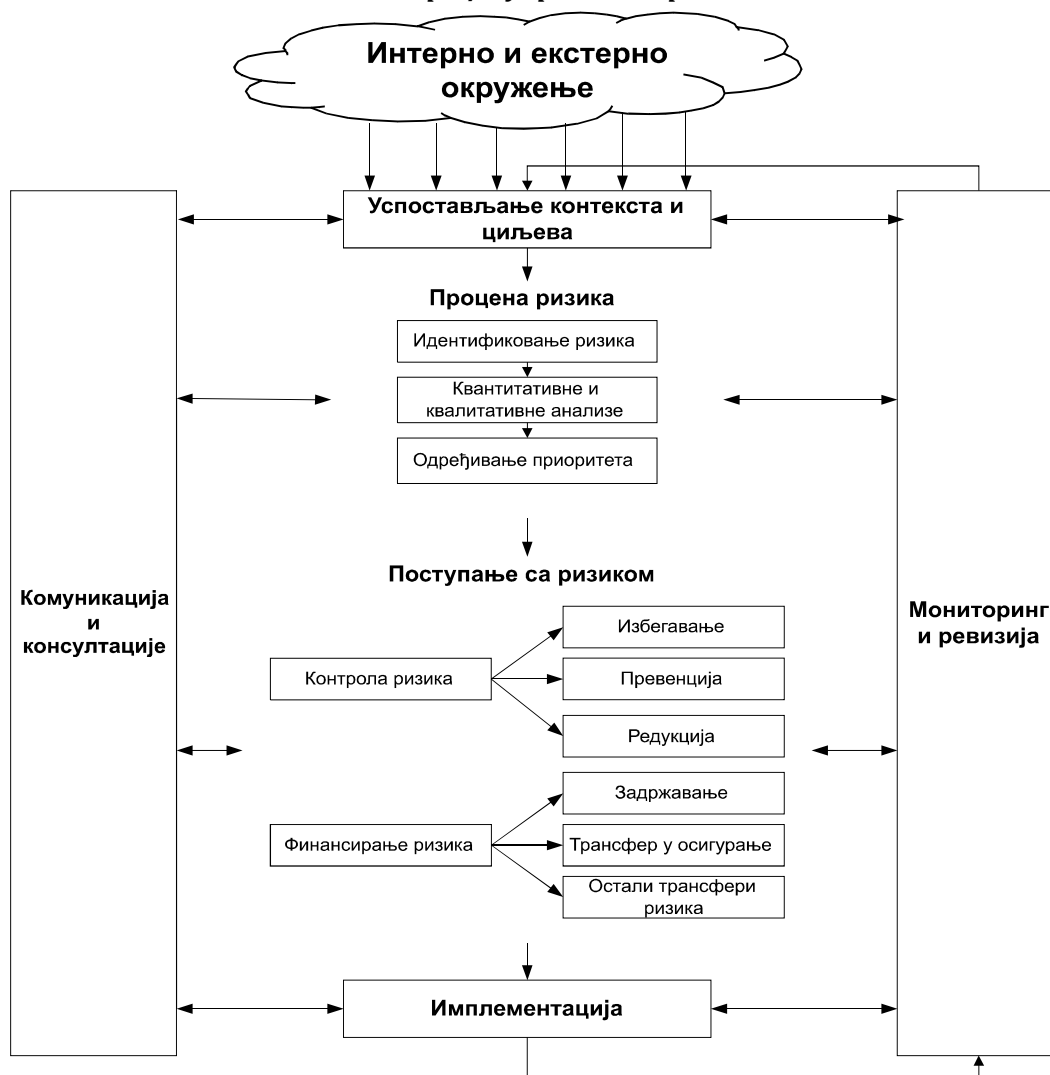 Интерно и екстерно
окружење
Успостављање контекста и
циљева
Процена ризика
Идентификовање ризика
Квантитативне и
квалитативне анализе
Одређивање приоритета
Поступање са ризиком
Комуникација
и
консултације
Мониторинг
и ревизија
Избегавање
Контрола ризика
Превенција
Редукција
Задржавање
Финансирање ризика
Трансфер у осигурање
Остали трансфери
ризика
Имплементација